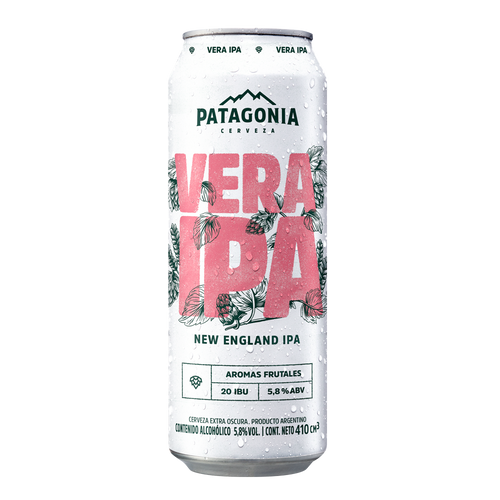 VERA IPA VERA IPA
PATAGONIA
CERVEZA
VERA
IPA
NEW ENGLAND IPA
AROMAS FRUTALES
20 IBU 5,8% ABV
CERVEZA EXTRA OSCURA. PRODUCTO ARGENTINO
CONTENIDO ALCOHÓLICO 5,8%VOL. | CONT. NETO 410 cm³